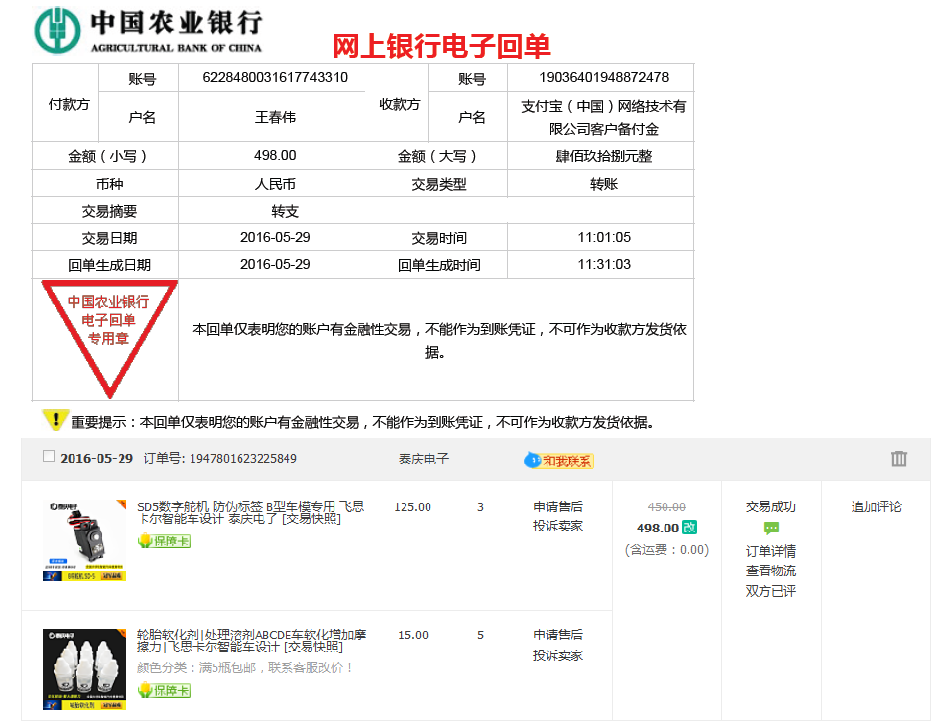 中国农业银行
AGRICULTURAL BANK OF CHINA
网上银行电子回单
付款方 账号 6228480031617743310 收款方 账号 19036401948872478
户名 王春伟 户名 支付宝（中国）网络技术有限公司客户备付金
金额（小写） 498.00 金额（大写） 肆佰玖拾捌元整
币种 人民币 交易类型 转账
交易摘要 转支
交易日期 2016-05-29 交易时间 11:01:05
回单生成日期 2016-05-29 回单生成时间 11:31:03
中国农业银行
电子回单
专用章
本回单仅表明您的账户有金融性交易，不能作为到账凭证，不可作为收款方发货依
据。
重要提示：本回单仅表明您的账户有金融性交易，不能作为到账凭证，不可作为收款方发货依据。
2016-05-29 订单号: 1947801623225849 泰庆电子 和我联系
SD5数字舵机 防伪标签 B型车模专用 飞思 125.00 3 申请售后 450.00 交易成功 追加评论
卡尔智能车设计 泰庆电子 [交易快照] 投诉卖家 498.00 改
保障卡 (含运费：0.00) 订单详情
查看物流
双方已评
轮胎软化剂|处理溶剂ABCDE车软化增加摩 15.00 5 申请售后
擦力|飞思卡尔智能车设计 [交易快照] 投诉卖家
颜色分类：满5瓶包邮，联系客服改价！
保障卡